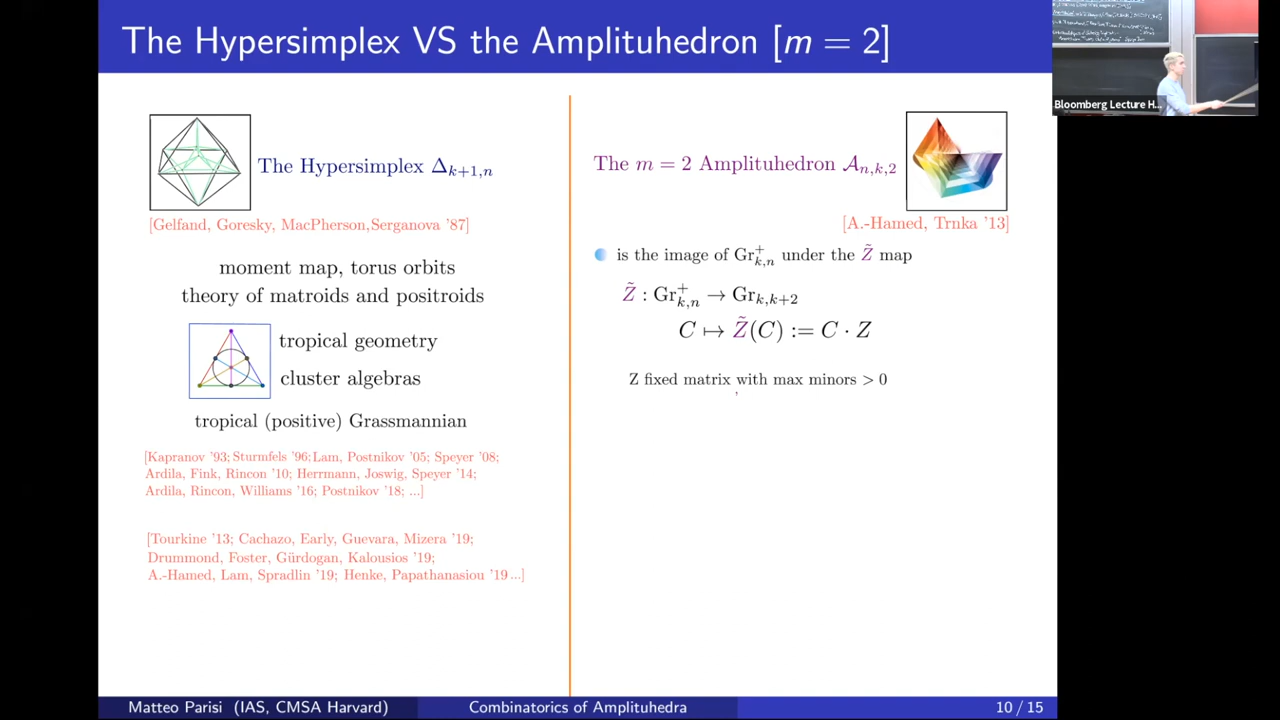 The Hypersimplex VS the Amplituhedron [m = 2]
The Hypersimplex Δₖ₊₁,ₙ
[Gelfand, Goresky, MacPherson,Serganova '87]
moment map, torus orbits
theory of matroids and positroids
tropical geometry
cluster algebras
tropical (positive) Grassmannian
[Kapranov '93; Sturmfels '96; Lam, Postnikov '05; Speyer '08;
Ardila, Fink, Rincon '10; Herrmann, Joswig, Speyer '14;
Ardila, Rincon, Williams '16; Postnikov '18; ...]
[Tourkine '13; Cachazo, Early, Guevara, Mizera '19;
Drummond, Foster, Gürdogan, Kalousios '19;
A.-Hamed, Lam, Spradlin '19; Henke, Papathanasiou '19 ...]
The m = 2 Amplituhedron 𝒜ₙ,ₖ,₂
[A.-Hamed, Trnka '13]
is the image of Gr⁺ₖ,ₙ under the Z̃ map
Z̃ : Gr⁺ₖ,ₙ → Grₖ,ₖ₊₂
C ↦ Z̃(C) := C · Z
Z fixed matrix with max minors > 0
Matteo Parisi (IAS, CMSA Harvard) Combinatorics of Amplituhedra 10 / 15
Bloomberg Lecture H...